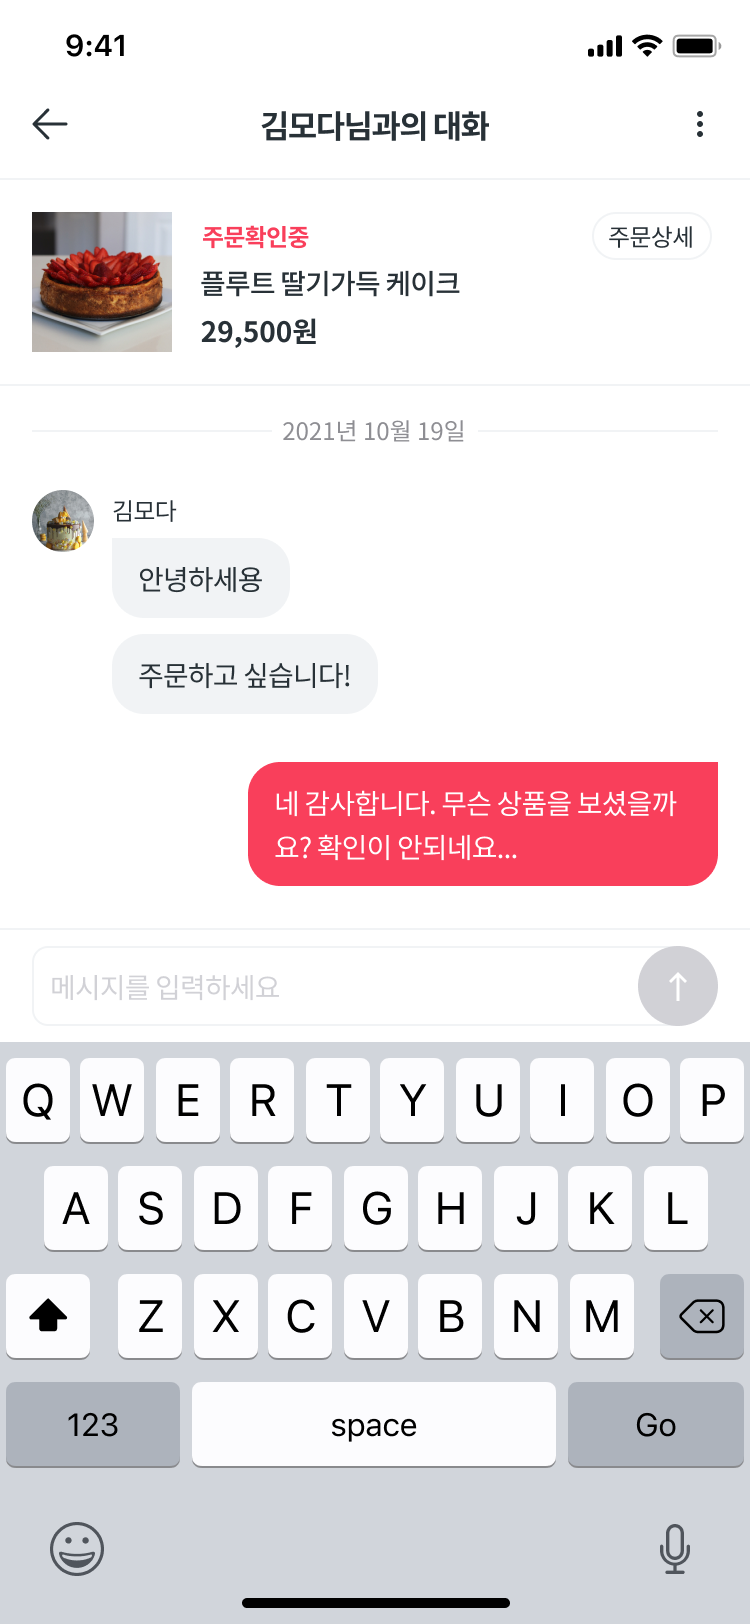 9:41
김모다님과의 대화
주문확인중
주문상세
플루트 딸기가득 케이크
29,500원
2021년 10월 19일
김모다
안녕하세용
주문하고 싶습니다!
네 감사합니다. 무슨 상품을 보셨을까
요? 확인이 안되네요...
메시지를 입력하세요
Q W E R T Y U I O P
A S D F G H J K L
Z X C V B N M
123 space Go